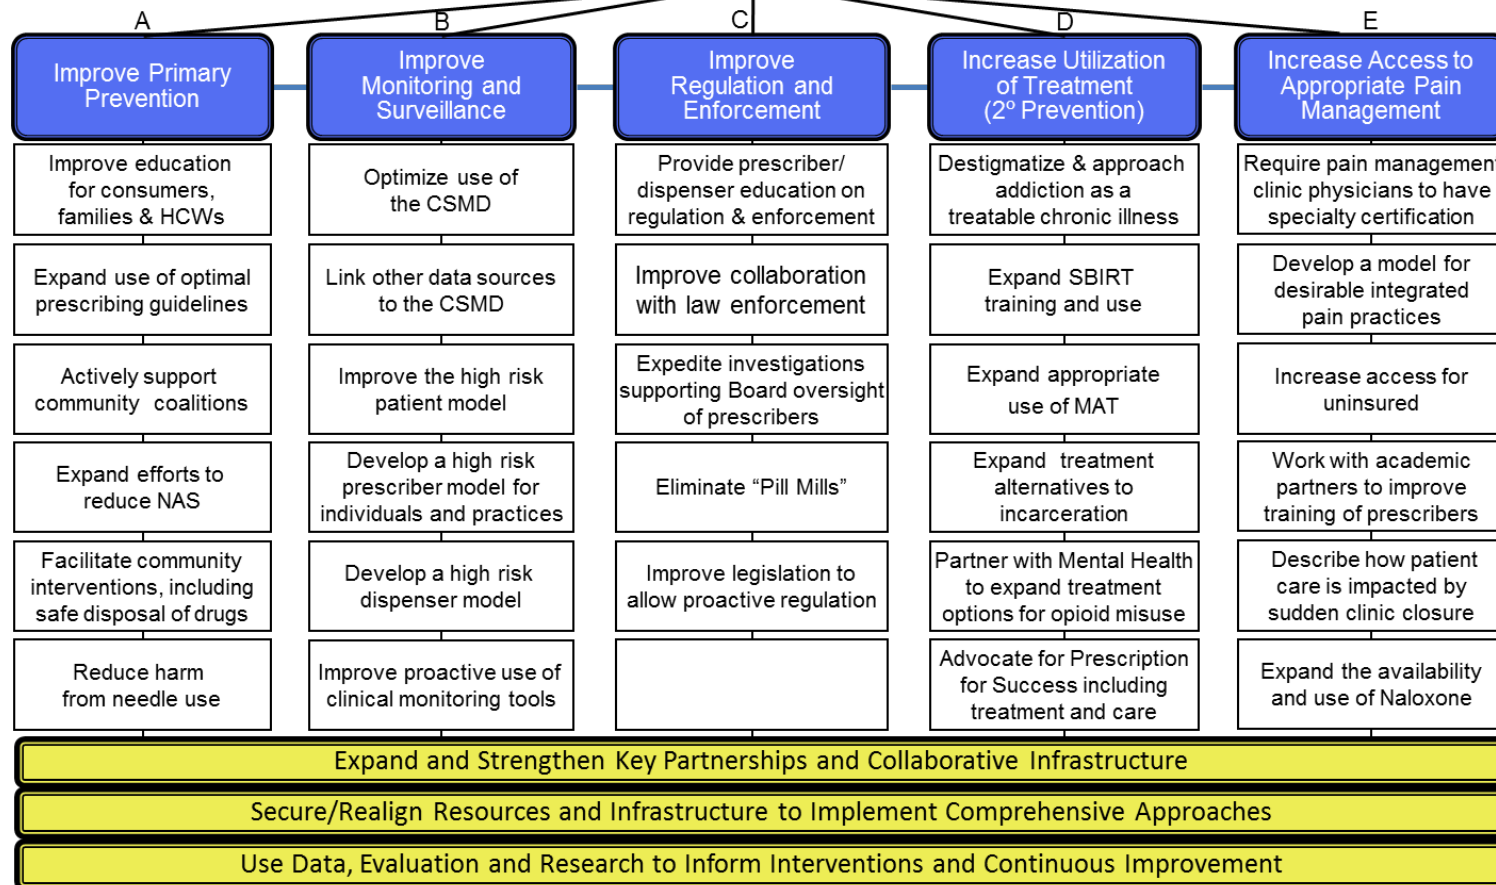 A
B
C
D
E
Improve Primary
Prevention
Improve
Monitoring and
Surveillance
Improve
Regulation and
Enforcement
Increase Utilization
of Treatment
(2º Prevention)
Increase Access to
Appropriate Pain
Management
Improve education
for consumers,
families & HCWs
Expand use of optimal
prescribing guidelines
Actively support
community coalitions
Expand efforts to
reduce NAS
Facilitate community
interventions, including
safe disposal of drugs
Reduce harm
from needle use
Optimize use of
the CSMD
Link other data sources
to the CSMD
Improve the high risk
patient model
Develop a high risk
prescriber model for
individuals and practices
Develop a high risk
dispenser model
Improve proactive use of
clinical monitoring tools
Provide prescriber/
dispenser education on
regulation & enforcement
Improve collaboration
with law enforcement
Expedite investigations
supporting Board oversight
of prescribers
Eliminate “Pill Mills”
Improve legislation to
allow proactive regulation
Destigmatize & approach
addiction as a
treatable chronic illness
Expand SBIRT
training and use
Expand appropriate
use of MAT
Expand treatment
alternatives to
incarceration
Partner with Mental Health
to expand treatment
options for opioid misuse
Advocate for Prescription
for Success including
treatment and care
Require pain management
clinic physicians to have
specialty certification
Develop a model for
desirable integrated
pain practices
Increase access for
uninsured
Work with academic
partners to improve
training of prescribers
Describe how patient
care is impacted by
sudden clinic closure
Expand the availability
and use of Naloxone
Expand and Strengthen Key Partnerships and Collaborative Infrastructure
Secure/Realign Resources and Infrastructure to Implement Comprehensive Approaches
Use Data, Evaluation and Research to Inform Interventions and Continuous Improvement